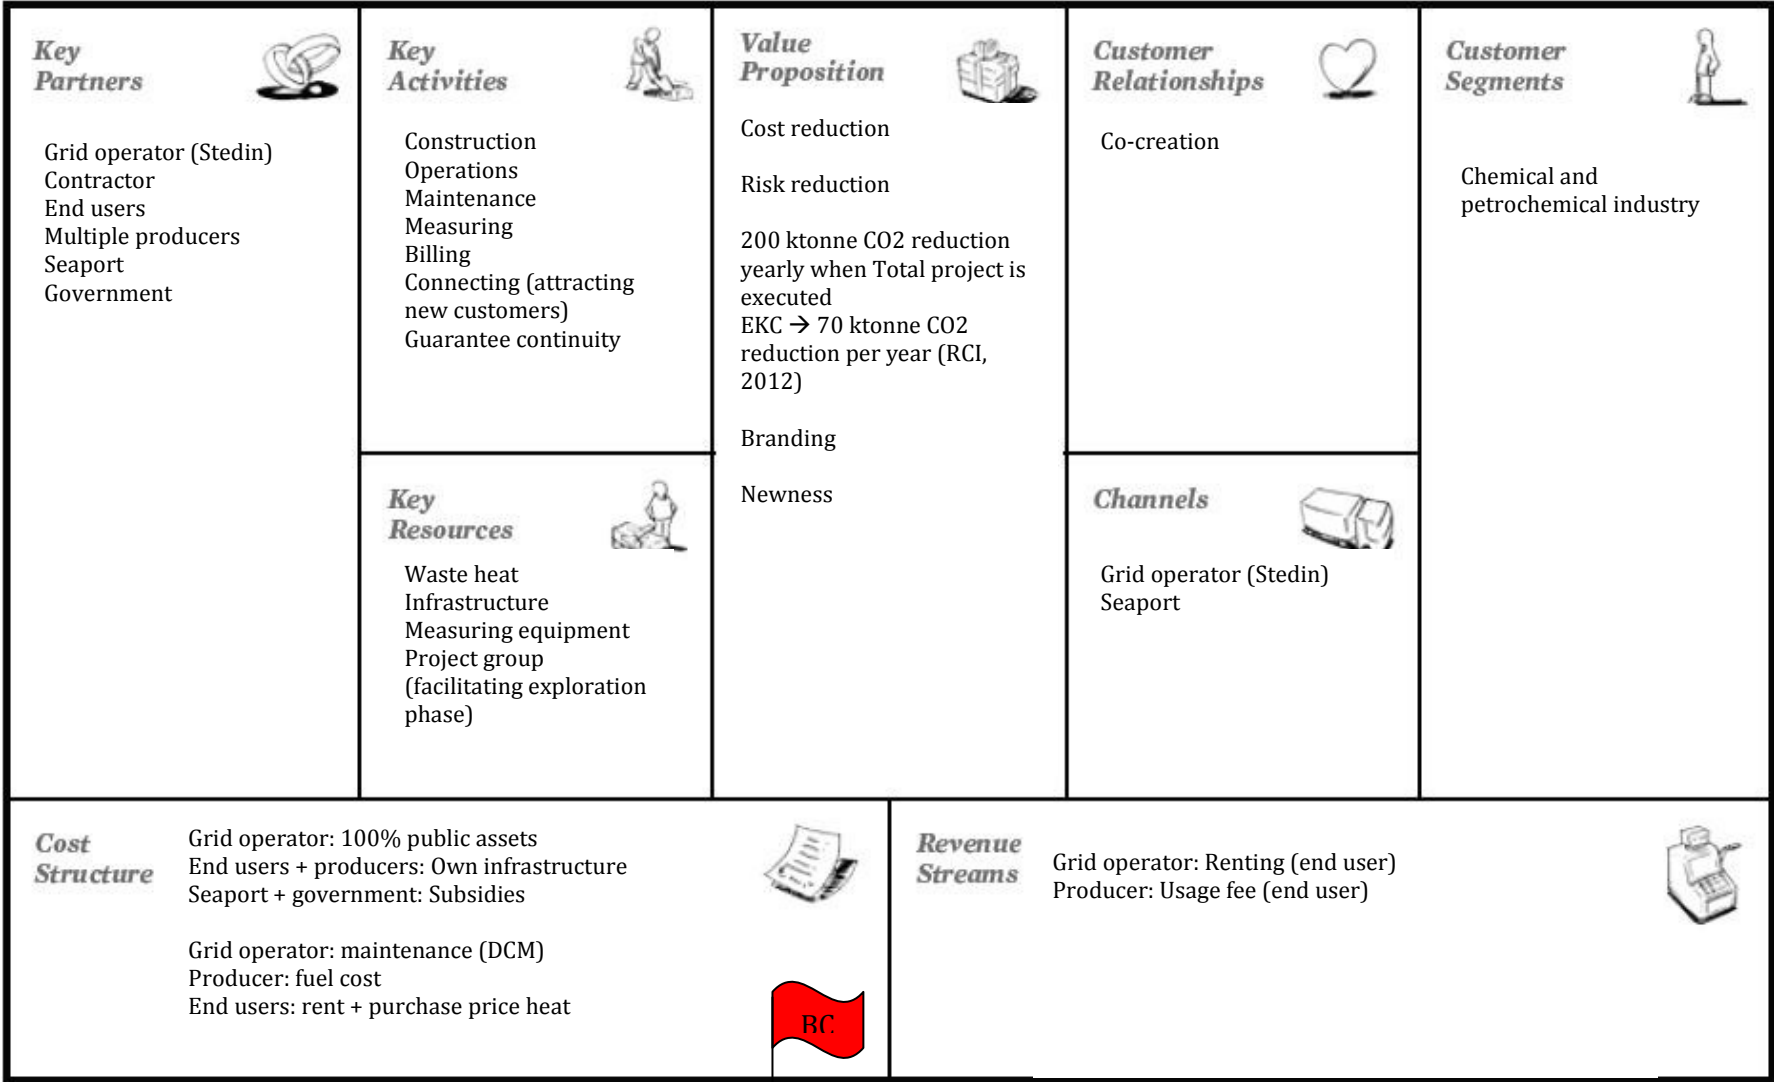 Key
Partners
Grid operator (Stedin)
Contractor
End users
Multiple producers
Seaport
Government
Key
Activities
Construction
Operations
Maintenance
Measuring
Billing
Connecting (attracting
new customers)
Guarantee continuity
Key
Resources
Waste heat
Infrastructure
Measuring equipment
Project group
(facilitating exploration
phase)
Value
Proposition
Cost reduction
Risk reduction
200 ktonne CO2 reduction
yearly when Total project is
executed
EKC → 70 ktonne CO2
reduction per year (RCI,
2012)
Branding
Newness
Customer
Relationships
Co-creation
Channels
Grid operator (Stedin)
Seaport
Customer
Segments
Chemical and
petrochemical industry
Cost
Structure
Grid operator: 100% public assets
End users + producers: Own infrastructure
Seaport + government: Subsidies
Grid operator: maintenance (DCM)
Producer: fuel cost
End users: rent + purchase price heat
BC
Revenue
Streams
Grid operator: Renting (end user)
Producer: Usage fee (end user)